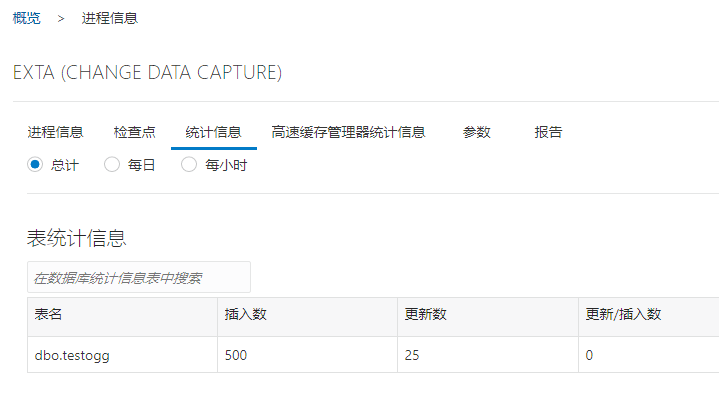 概览 > 进程信息
EXTA (CHANGE DATA CAPTURE)
进程信息 检查点 统计信息 高速缓存管理器统计信息 参数 报告
总计 每日 每小时
表统计信息
在数据库统计信息表中搜索
表名 插入数 更新数 更新/插入数
dbo.testogg 500 25 0